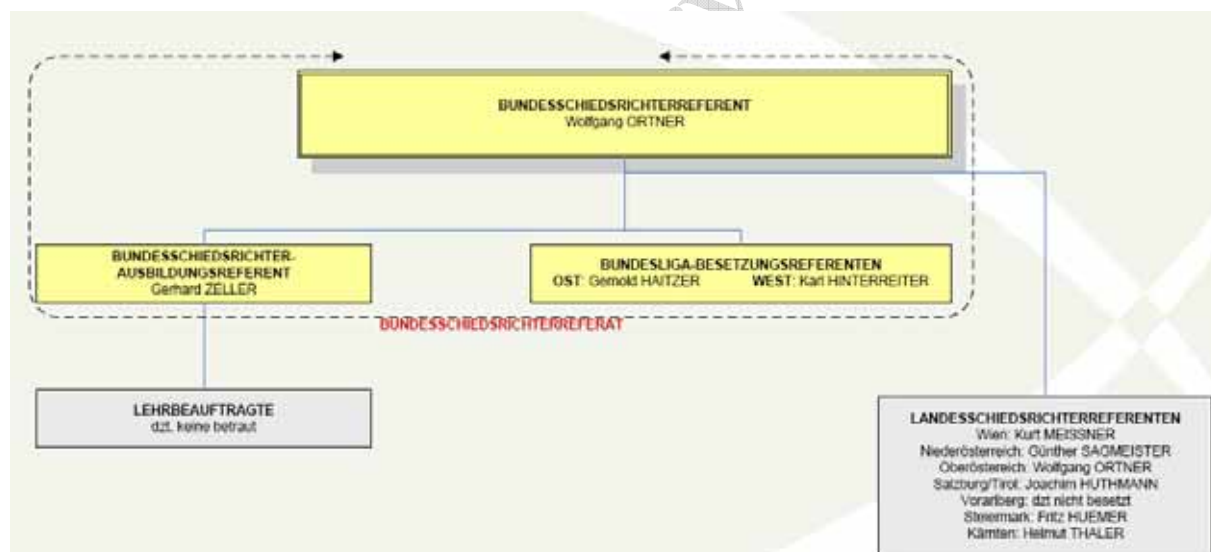 BUNDESSCHIEDSRICHTERREFERENT
Wolfgang ORTNER
BUNDESSCHIEDSRICHTER-
AUSBILDUNGSREFERENT
Gerhard ZELLER
BUNDESLIGA-BESETZUNGSREFERENTEN
OST: Gernold HAITZER WEST: Karl HINTERREITER
BUNDESSCHIEDSRICHTERREFERAT
LEHRBEAUFTRAGTE
dzt. keine betraut
LANDESSCHIEDSRICHTERREFERENTEN
Wien: Kurt MEISSNER
Niederösterreich: Günther SAGMEISTER
Oberöstereich: Wolfgang ORTNER
Salzburg/Tirol: Joachim HUTHMANN
Vorarlberg: dzt nicht besetzt
Steiermark: Fritz HUEMER
Kärnten: Helmut THALER